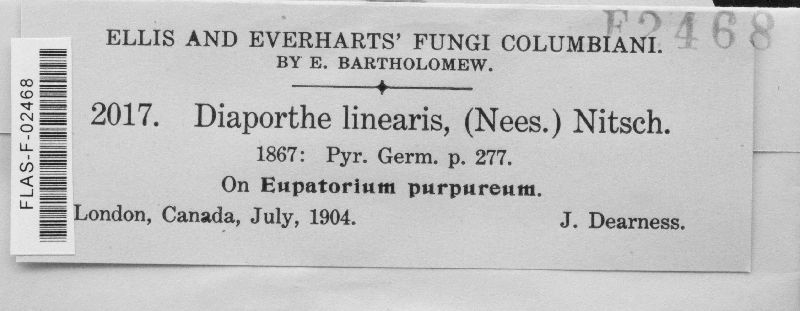 F2468
ELLIS AND EVERHARTS' FUNGI COLUMBIANI.
BY E. BARTHOLOMEW.
2017. Diaporthe linearis, (Nees.) Nitsch.
1867: Pyr. Germ. p. 277.
On Eupatorium purpureum.
London, Canada, July, 1904. J. Dearness.
FLAS-F-02468